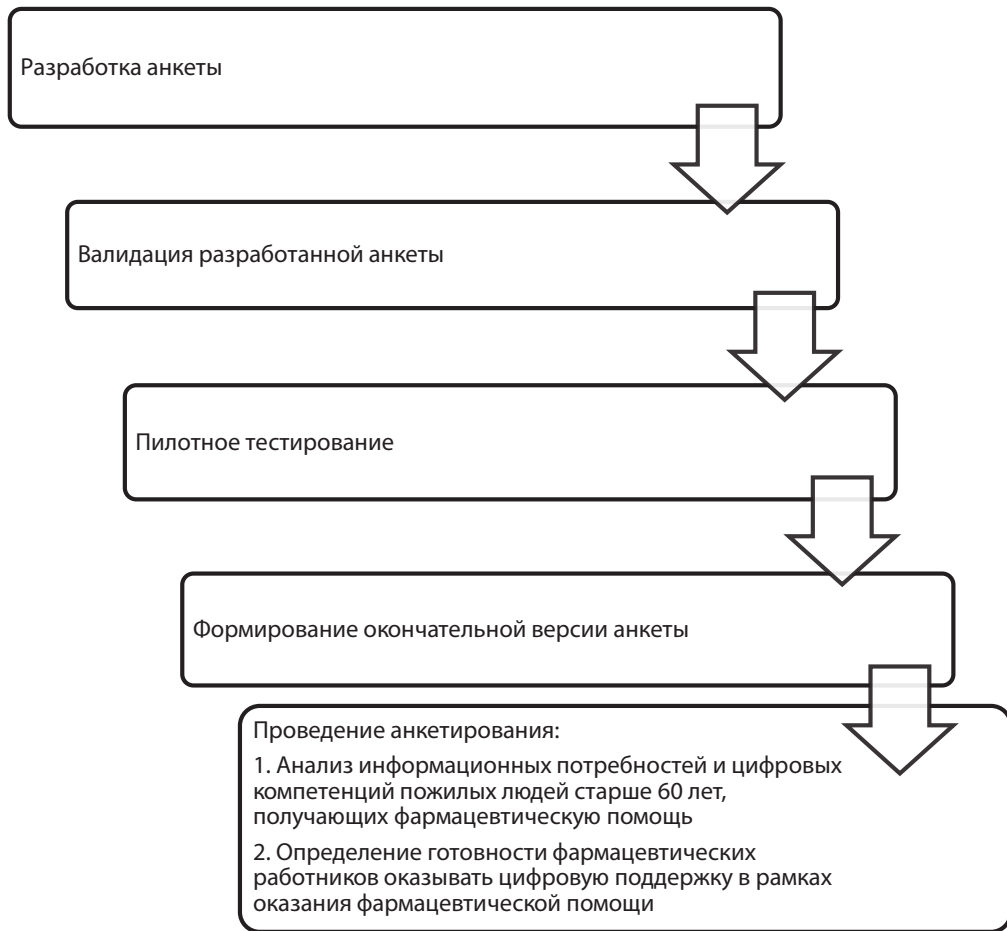 Разработка анкеты
Валидация разработанной анкеты
Пилотное тестирование
Формирование окончательной версии анкеты
Проведение анкетирования:
1. Анализ информационных потребностей и цифровых
компетенций пожилых людей старше 60 лет,
получающих фармацевтическую помощь
2. Определение готовности фармацевтических
работников оказывать цифровую поддержку в рамках
оказания фармацевтической помощи